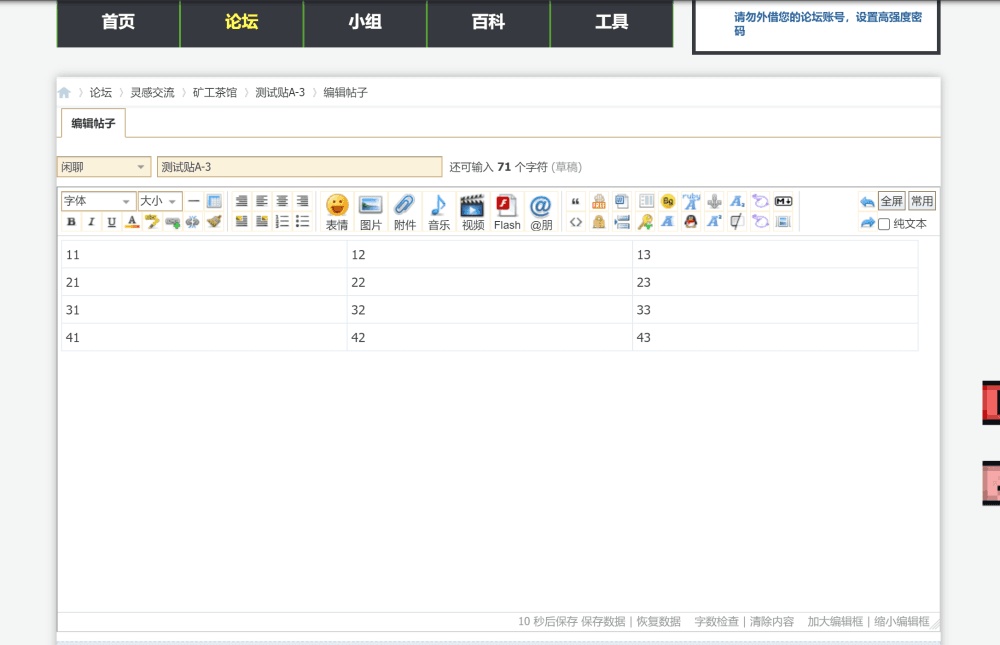 首页 论坛 小组 百科 工具
请勿外借您的论坛账号，设置高强度密
码
论坛 灵感交流 矿工茶馆 测试贴A-3 编辑帖子
编辑帖子
闲聊 测试贴A-3 还可输入 71 个字符 (草稿)
字体 大小 全屏 常用
B I U A 表情 图片 附件 音乐 视频 Flash @朋 纯文本
11 12 13
21 22 23
31 32 33
41 42 43
10 秒后保存 保存数据 | 恢复数据 字数检查 | 清除内容 加大编辑框 | 缩小编辑框